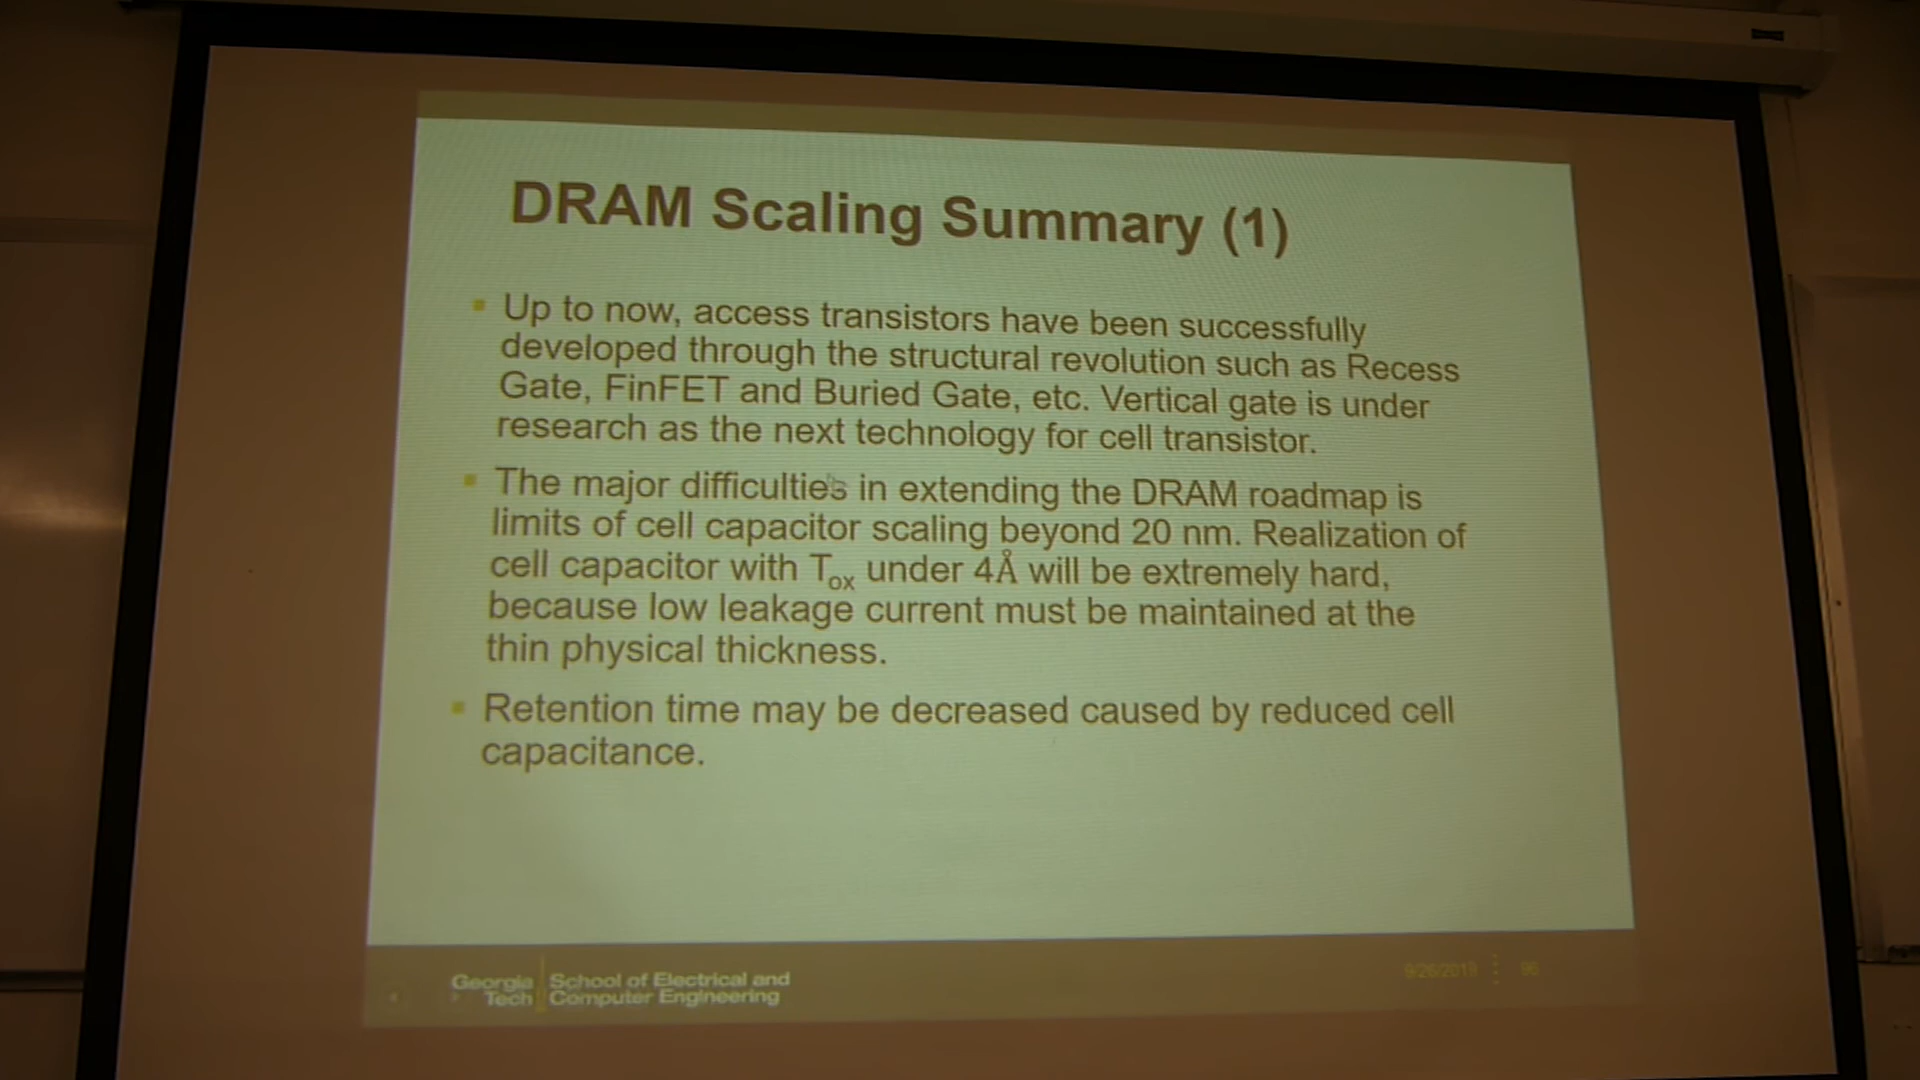 DRAM Scaling Summary (1)
Up to now, access transistors have been successfully
developed through the structural revolution such as Recess
Gate, FinFET and Buried Gate, etc. Vertical gate is under
research as the next technology for cell transistor.
The major difficulties in extending the DRAM roadmap is
limits of cell capacitor scaling beyond 20 nm. Realization of
cell capacitor with Tox under 4Å will be extremely hard,
because low leakage current must be maintained at the
thin physical thickness.
Retention time may be decreased caused by reduced cell
capacitance.
Georgia Tech
School of Electrical and
Computer Engineering